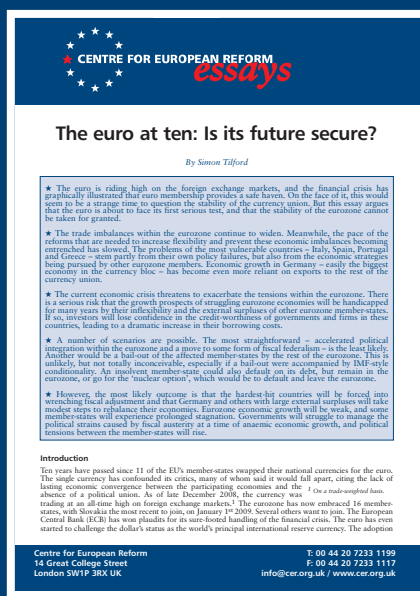 CENTRE FOR EUROPEAN REFORM
essays
The euro at ten: Is its future secure?
By Simon Tilford
★ The euro is riding high on the foreign exchange markets, and the financial crisis has
graphically illustrated that euro membership provides a safe haven. On the face of it, this would
seem to be a strange time to question the stability of the currency union. But this essay argues
that the euro is about to face its first serious test, and that the stability of the eurozone cannot
be taken for granted.
★ The trade imbalances within the eurozone continue to widen. Meanwhile, the pace of the
reforms that are needed to increase flexibility and prevent these economic imbalances becoming
entrenched has slowed. The problems of the most vulnerable countries – Italy, Spain, Portugal
and Greece – stem partly from their own policy failures, but also from the economic strategies
being pursued by other eurozone members. Economic growth in Germany – easily the biggest
economy in the currency bloc – has become even more reliant on exports to the rest of the
currency union.
★ The current economic crisis threatens to exacerbate the tensions within the eurozone. There
is a serious risk that the growth prospects of struggling eurozone economies will be handicapped
for many years by their inflexibility and the external surpluses of other eurozone member-states.
If so, investors will lose confidence in the credit-worthiness of governments and firms in these
countries, leading to a dramatic increase in their borrowing costs.
★ A number of scenarios are possible. The most straightforward – accelerated political
integration within the eurozone and a move to some form of fiscal federalism – is the least likely.
Another would be a bail-out of the affected member-states by the rest of the eurozone. This is
unlikely, but not totally inconceivable, especially if a bail-out were accompanied by IMF-style
conditionality. An insolvent member-state could also default on its debt, but remain in the
eurozone, or go for the 'nuclear option', which would be to default and leave the eurozone.
★ However, the most likely outcome is that the hardest-hit countries will be forced into
wrenching fiscal adjustment and that Germany and others with large external surpluses will take
modest steps to rebalance their economies. Eurozone economic growth will be weak, and some
member-states will experience prolonged stagnation. Governments will struggle to manage the
political strains caused by fiscal austerity at a time of anaemic economic growth, and political
tensions between the member-states will rise.
Introduction
Ten years have passed since 11 of the EU's member-states swapped their national currencies for the euro.
The single currency has confounded its critics, many of whom said it would fall apart, citing the lack of
lasting economic convergence between the participating economies and the
absence of a political union. As of late December 2008, the currency was
trading at an all-time high on foreign exchange markets.¹ The eurozone has now embraced 16 member-
states, with Slovakia the most recent to join, on January 1st 2009. Several others want to join. The European
Central Bank (ECB) has won plaudits for its sure-footed handling of the financial crisis. The euro has even
started to challenge the dollar's status as the world's principal international reserve currency. The adoption
¹ On a trade-weighted basis.
Centre for European Reform
14 Great College Street
London SW1P 3RX UK
T: 00 44 20 7233 1199
F: 00 44 20 7233 1117
info@cer.org.uk / www.cer.org.uk